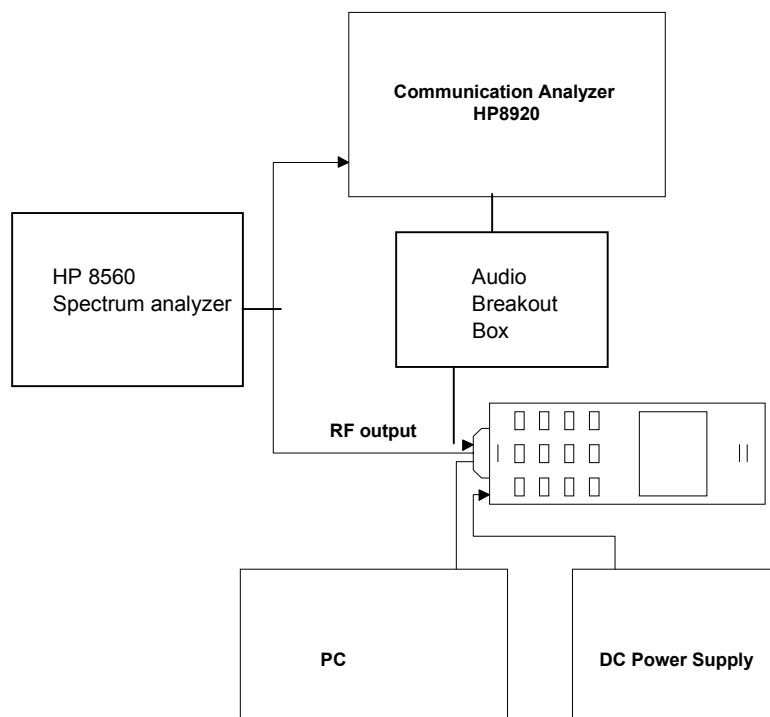 Communication Analyzer
HP8920
HP 8560
Spectrum analyzer
Audio
Breakout
Box
RF output
PC
DC Power Supply